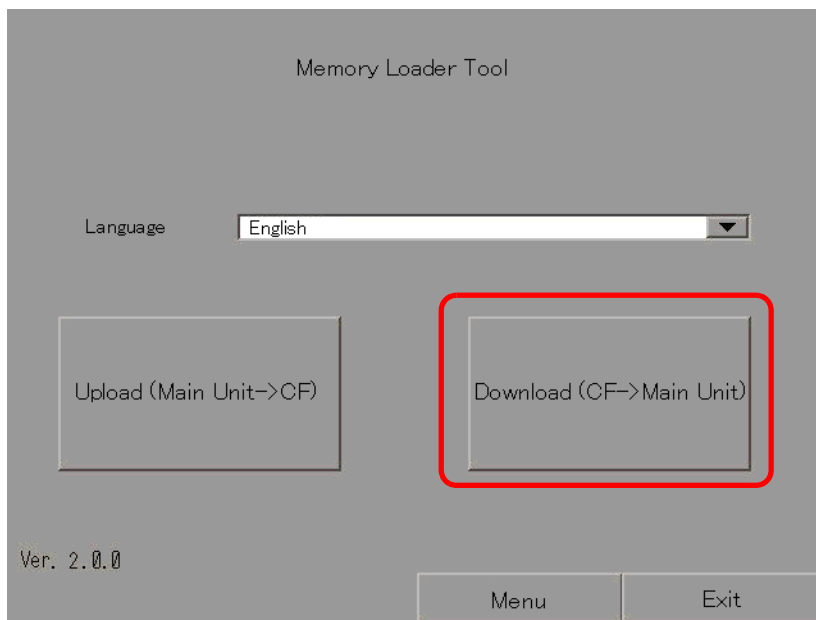 Memory Loader Tool
Language English
Upload (Main Unit->CF) Download (CF->Main Unit)
Ver. 2.0.0
Menu Exit